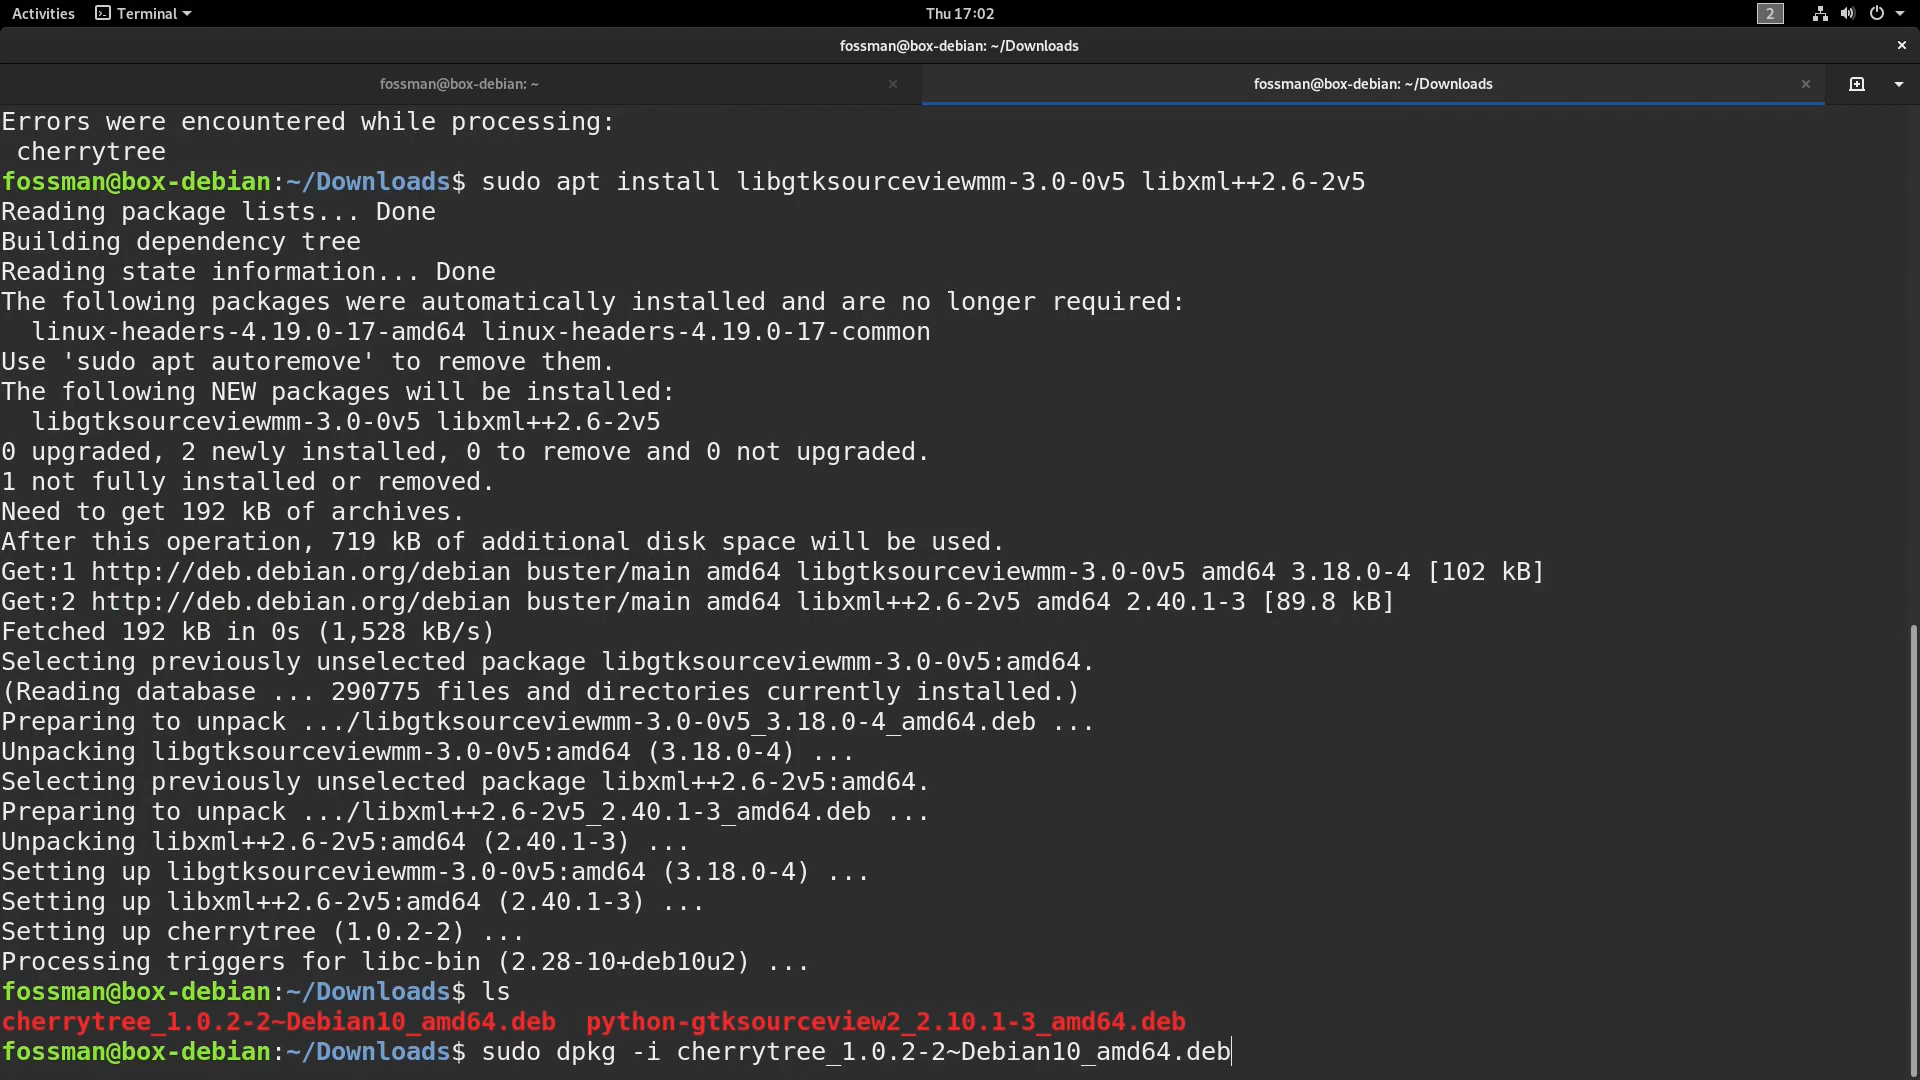 Activities Terminal Thu 17:02 2
fossman@box-debian: ~/Downloads
fossman@box-debian: ~ fossman@box-debian: ~/Downloads
Errors were encountered while processing:
 cherrytree
fossman@box-debian:~/Downloads$ sudo apt install libgtksourceviewmm-3.0-0v5 libxml++2.6-2v5
Reading package lists... Done
Building dependency tree
Reading state information... Done
The following packages were automatically installed and are no longer required:
  linux-headers-4.19.0-17-amd64 linux-headers-4.19.0-17-common
Use 'sudo apt autoremove' to remove them.
The following NEW packages will be installed:
  libgtksourceviewmm-3.0-0v5 libxml++2.6-2v5
0 upgraded, 2 newly installed, 0 to remove and 0 not upgraded.
1 not fully installed or removed.
Need to get 192 kB of archives.
After this operation, 719 kB of additional disk space will be used.
Get:1 http://deb.debian.org/debian buster/main amd64 libgtksourceviewmm-3.0-0v5 amd64 3.18.0-4 [102 kB]
Get:2 http://deb.debian.org/debian buster/main amd64 libxml++2.6-2v5 amd64 2.40.1-3 [89.8 kB]
Fetched 192 kB in 0s (1,528 kB/s)
Selecting previously unselected package libgtksourceviewmm-3.0-0v5:amd64.
(Reading database ... 290775 files and directories currently installed.)
Preparing to unpack .../libgtksourceviewmm-3.0-0v5_3.18.0-4_amd64.deb ...
Unpacking libgtksourceviewmm-3.0-0v5:amd64 (3.18.0-4) ...
Selecting previously unselected package libxml++2.6-2v5:amd64.
Preparing to unpack .../libxml++2.6-2v5_2.40.1-3_amd64.deb ...
Unpacking libxml++2.6-2v5:amd64 (2.40.1-3) ...
Setting up libgtksourceviewmm-3.0-0v5:amd64 (3.18.0-4) ...
Setting up libxml++2.6-2v5:amd64 (2.40.1-3) ...
Setting up cherrytree (1.0.2-2) ...
Processing triggers for libc-bin (2.28-10+deb10u2) ...
fossman@box-debian:~/Downloads$ ls
cherrytree_1.0.2-2~Debian10_amd64.deb  python-gtksourceview2_2.10.1-3_amd64.deb
fossman@box-debian:~/Downloads$ sudo dpkg -i cherrytree_1.0.2-2~Debian10_amd64.deb